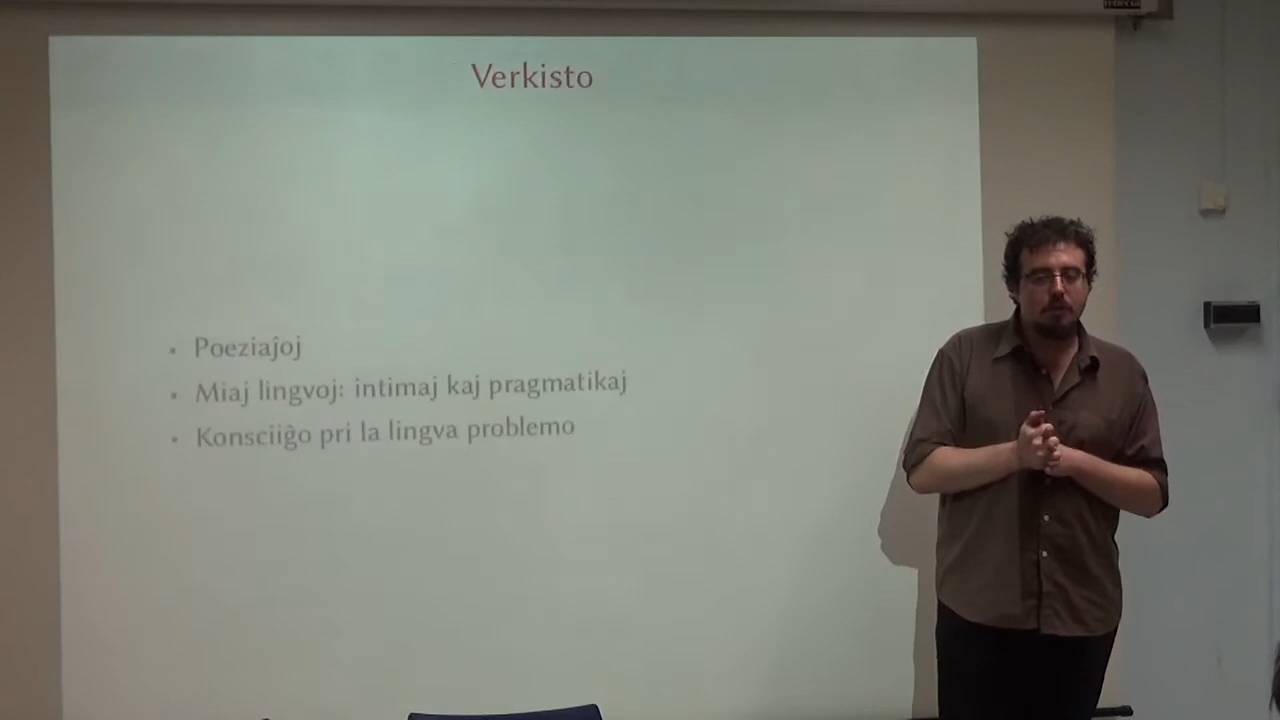 Verkisto
Poeziaĵoj
Miaj lingvoj: intimaj kaj pragmatikaj
Konsciiĝo pri la lingva problemo